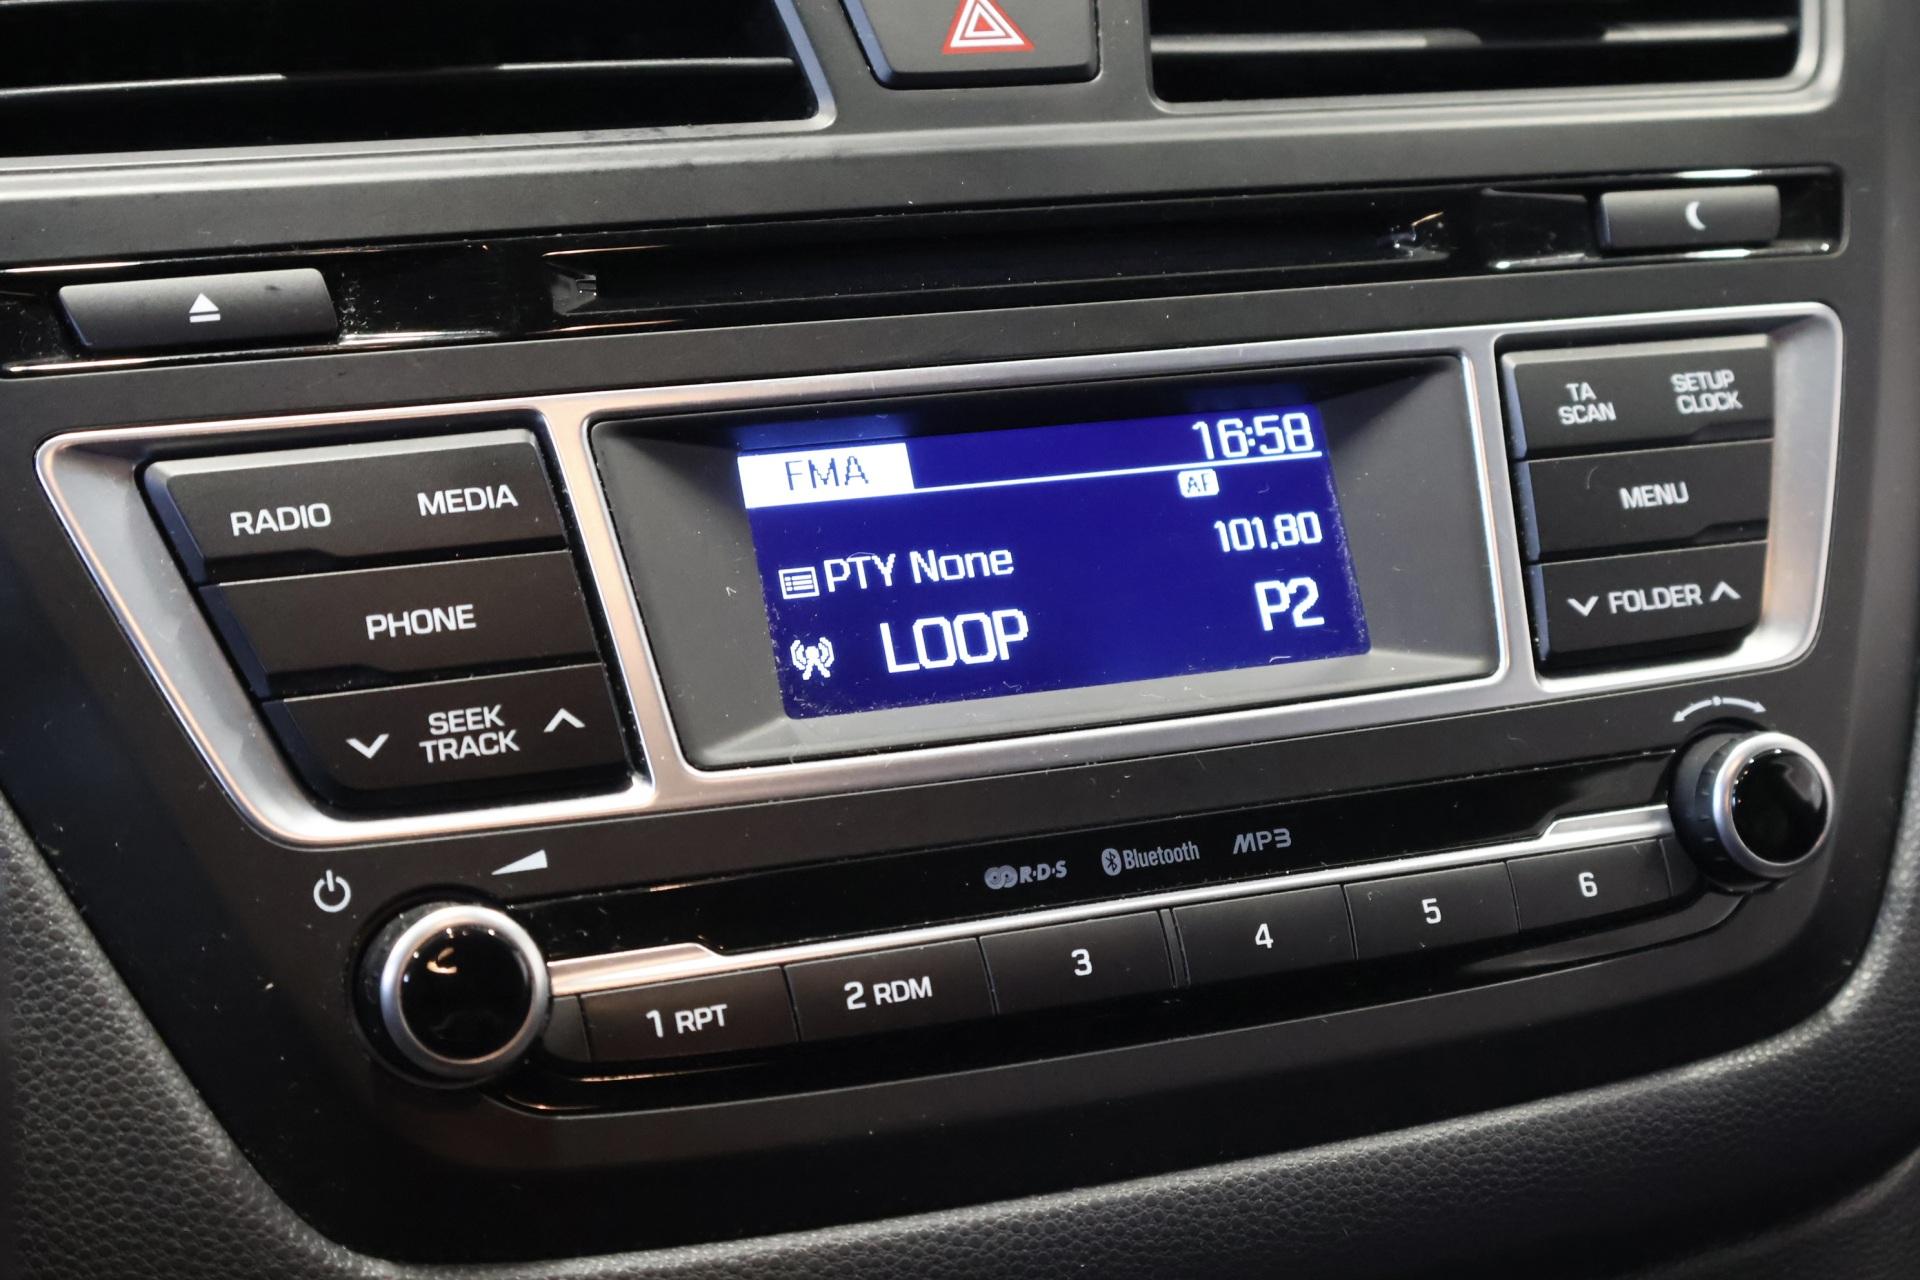 TA
SCAN
SETUP
CLOCK
RADIO
MEDIA
PHONE
SEEK
TRACK
FMA
16:58
AF
101.80
PTY None
LOOP
P2
MENU
FOLDER
R·D·S
Bluetooth
MP3
1 RPT
2 RDM
3
4
5
6